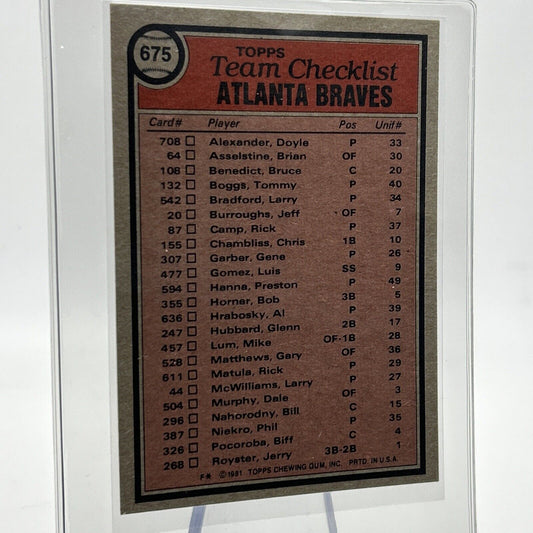 675
TOPPS
Team Checklist
ATLANTA BRAVES
Card# Player Pos Unif#
708 Alexander, Doyle P 33
64 Asselstine, Brian OF 30
108 Benedict, Bruce C 20
132 Boggs, Tommy P 40
542 Bradford, Larry P 34
20 Burroughs, Jeff OF 7
87 Camp, Rick P 37
155 Chambliss, Chris 1B 10
307 Garber, Gene P 26
477 Gomez, Luis SS 9
594 Hanna, Preston P 49
355 Horner, Bob 3B 5
636 Hrabosky, Al P 39
247 Hubbard, Glenn 2B 17
457 Lum, Mike OF-1B 28
528 Matthews, Gary OF 36
611 Matula, Rick P 29
44 McWilliams, Larry P 27
504 Murphy, Dale OF 3
296 Nahorodny, Bill C 15
387 Niekro, Phil P 35
326 Pocoroba, Biff C 4
268 Royster, Jerry 3B-2B 1
F* ©1981 TOPPS CHEWING GUM, INC. PRTD. IN U.S.A.